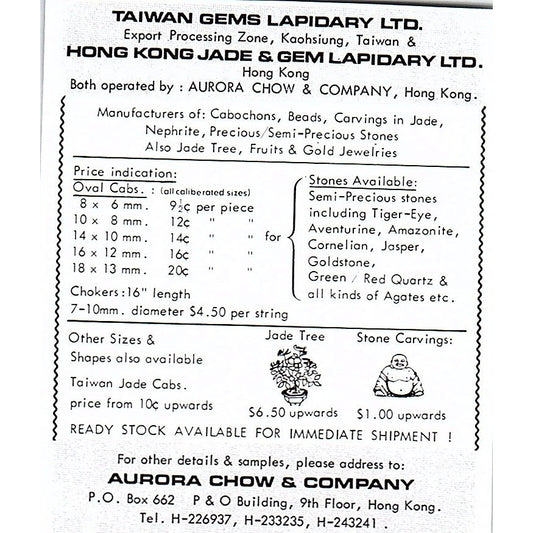 TAIWAN GEMS LAPIDARY LTD.
Export Processing Zone, Kaohsiung, Taiwan &
HONG KONG JADE & GEM LAPIDARY LTD.
Hong Kong
Both operated by : AURORA CHOW & COMPANY, Hong Kong.
Manufacturers of: Cabochons, Beads, Carvings in Jade,
Nephrite, Precious/Semi-Precious Stones
Also Jade Tree, Fruits & Gold Jewelries
Price indication:
Oval Cabs. : (all caliberated sizes)
8 x 6 mm. 9½c per piece
10 x 8 mm. 12¢ " "
14 x 10 mm. 14¢ " "
16 x 12 mm. 16¢ " "
18 x 13 mm. 20¢ " "
for
Stones Available:
Semi-Precious stones
including Tiger-Eye,
Aventurine, Amazonite,
Cornelian, Jasper,
Goldstone,
Green / Red Quartz &
all kinds of Agates etc.
Chokers:16" length
7-10mm. diameter $4.50 per string
Other Sizes &
Shapes also available
Taiwan Jade Cabs.
price from 10¢ upwards
Jade Tree
$6.50 upwards
Stone Carvings:
$1.00 upwards
READY STOCK AVAILABLE FOR IMMEDIATE SHIPMENT !
For other details & samples, please address to:
AURORA CHOW & COMPANY
P.O. Box 662 P & O Building, 9th Floor, Hong Kong.
Tel. H-226937, H-233235, H-243241 .